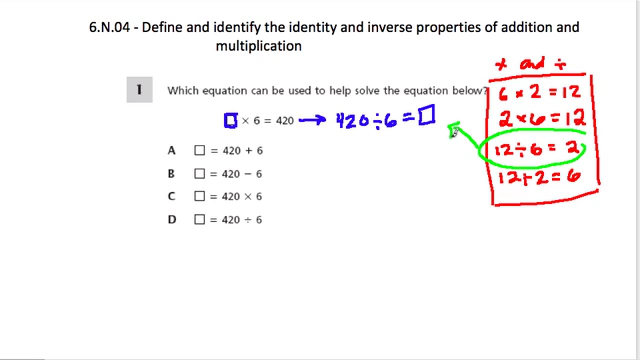 6.N.04 - Define and identify the identity and inverse properties of addition and
multiplication
x and ÷
6 x 2 = 12
2 x 6 = 12
12 ÷ 6 = 2
12 ÷ 2 = 6
1 Which equation can be used to help solve the equation below?
□ × 6 = 420 → 420 ÷ 6 = □
A □ = 420 + 6
B □ = 420 − 6
C □ = 420 × 6
D □ = 420 ÷ 6